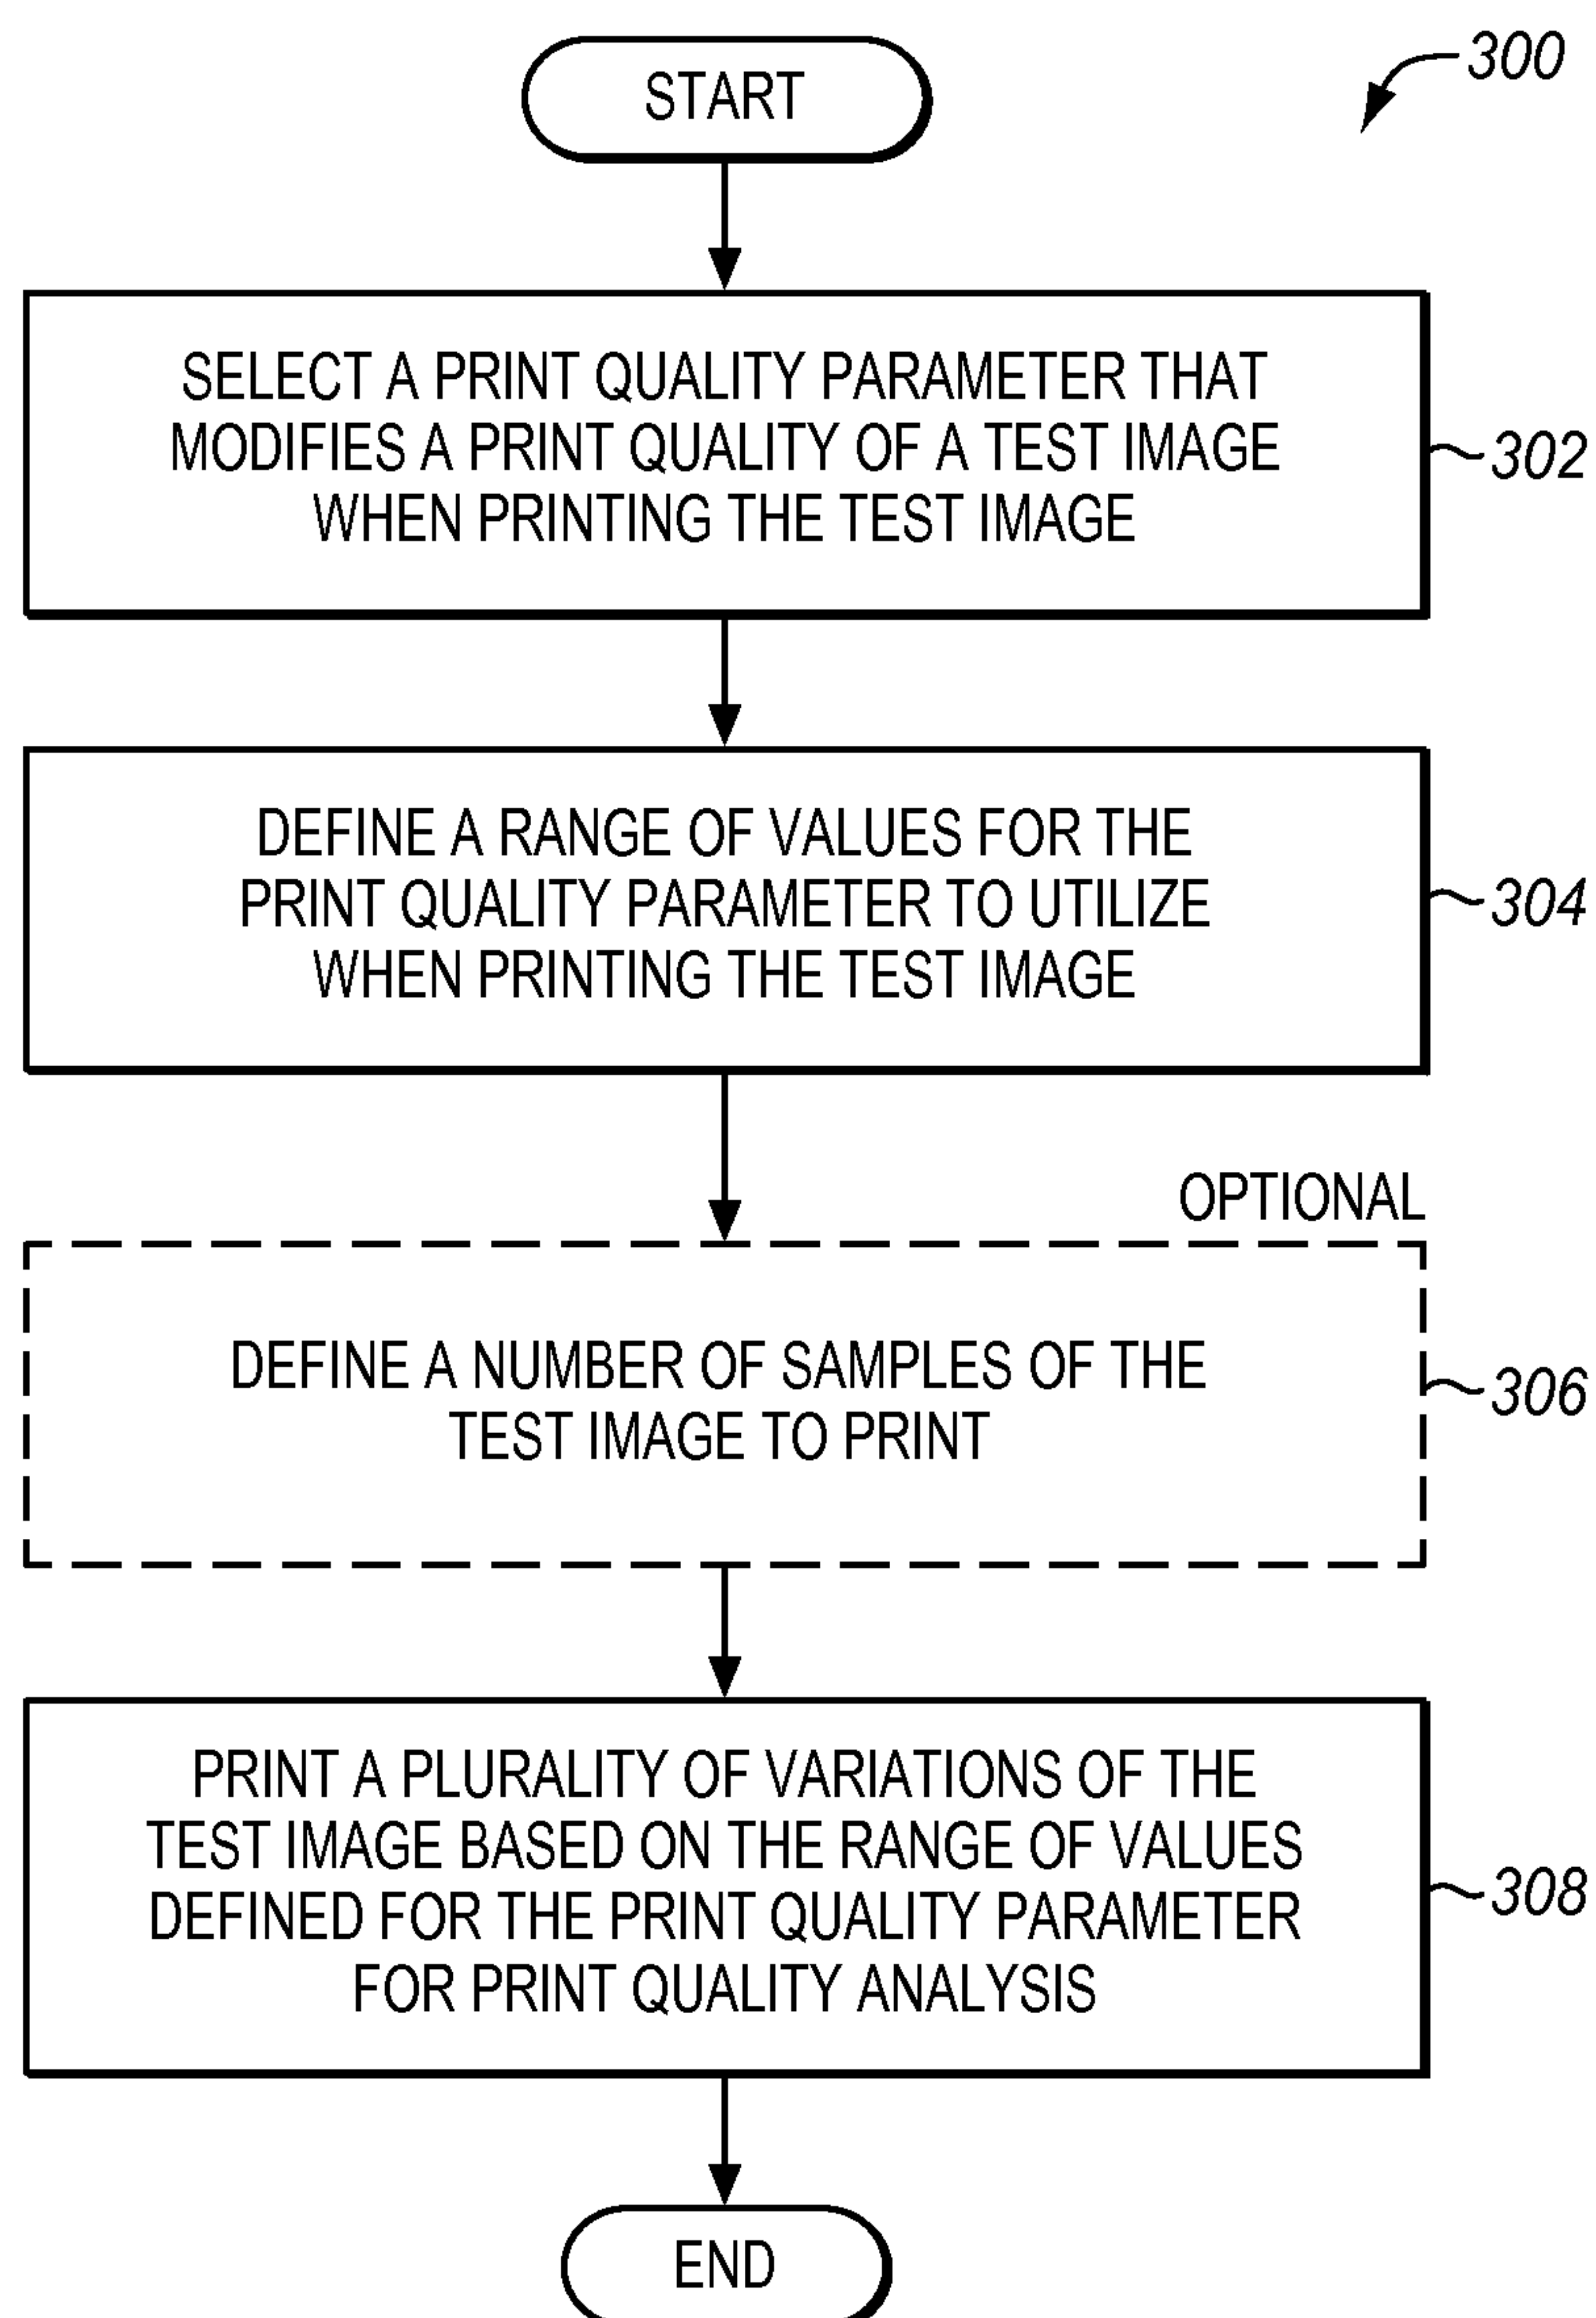 START
300
SELECT A PRINT QUALITY PARAMETER THAT
MODIFIES A PRINT QUALITY OF A TEST IMAGE
WHEN PRINTING THE TEST IMAGE
302
DEFINE A RANGE OF VALUES FOR THE
PRINT QUALITY PARAMETER TO UTILIZE
WHEN PRINTING THE TEST IMAGE
304
OPTIONAL
DEFINE A NUMBER OF SAMPLES OF THE
TEST IMAGE TO PRINT
306
PRINT A PLURALITY OF VARIATIONS OF THE
TEST IMAGE BASED ON THE RANGE OF VALUES
DEFINED FOR THE PRINT QUALITY PARAMETER
FOR PRINT QUALITY ANALYSIS
308
END